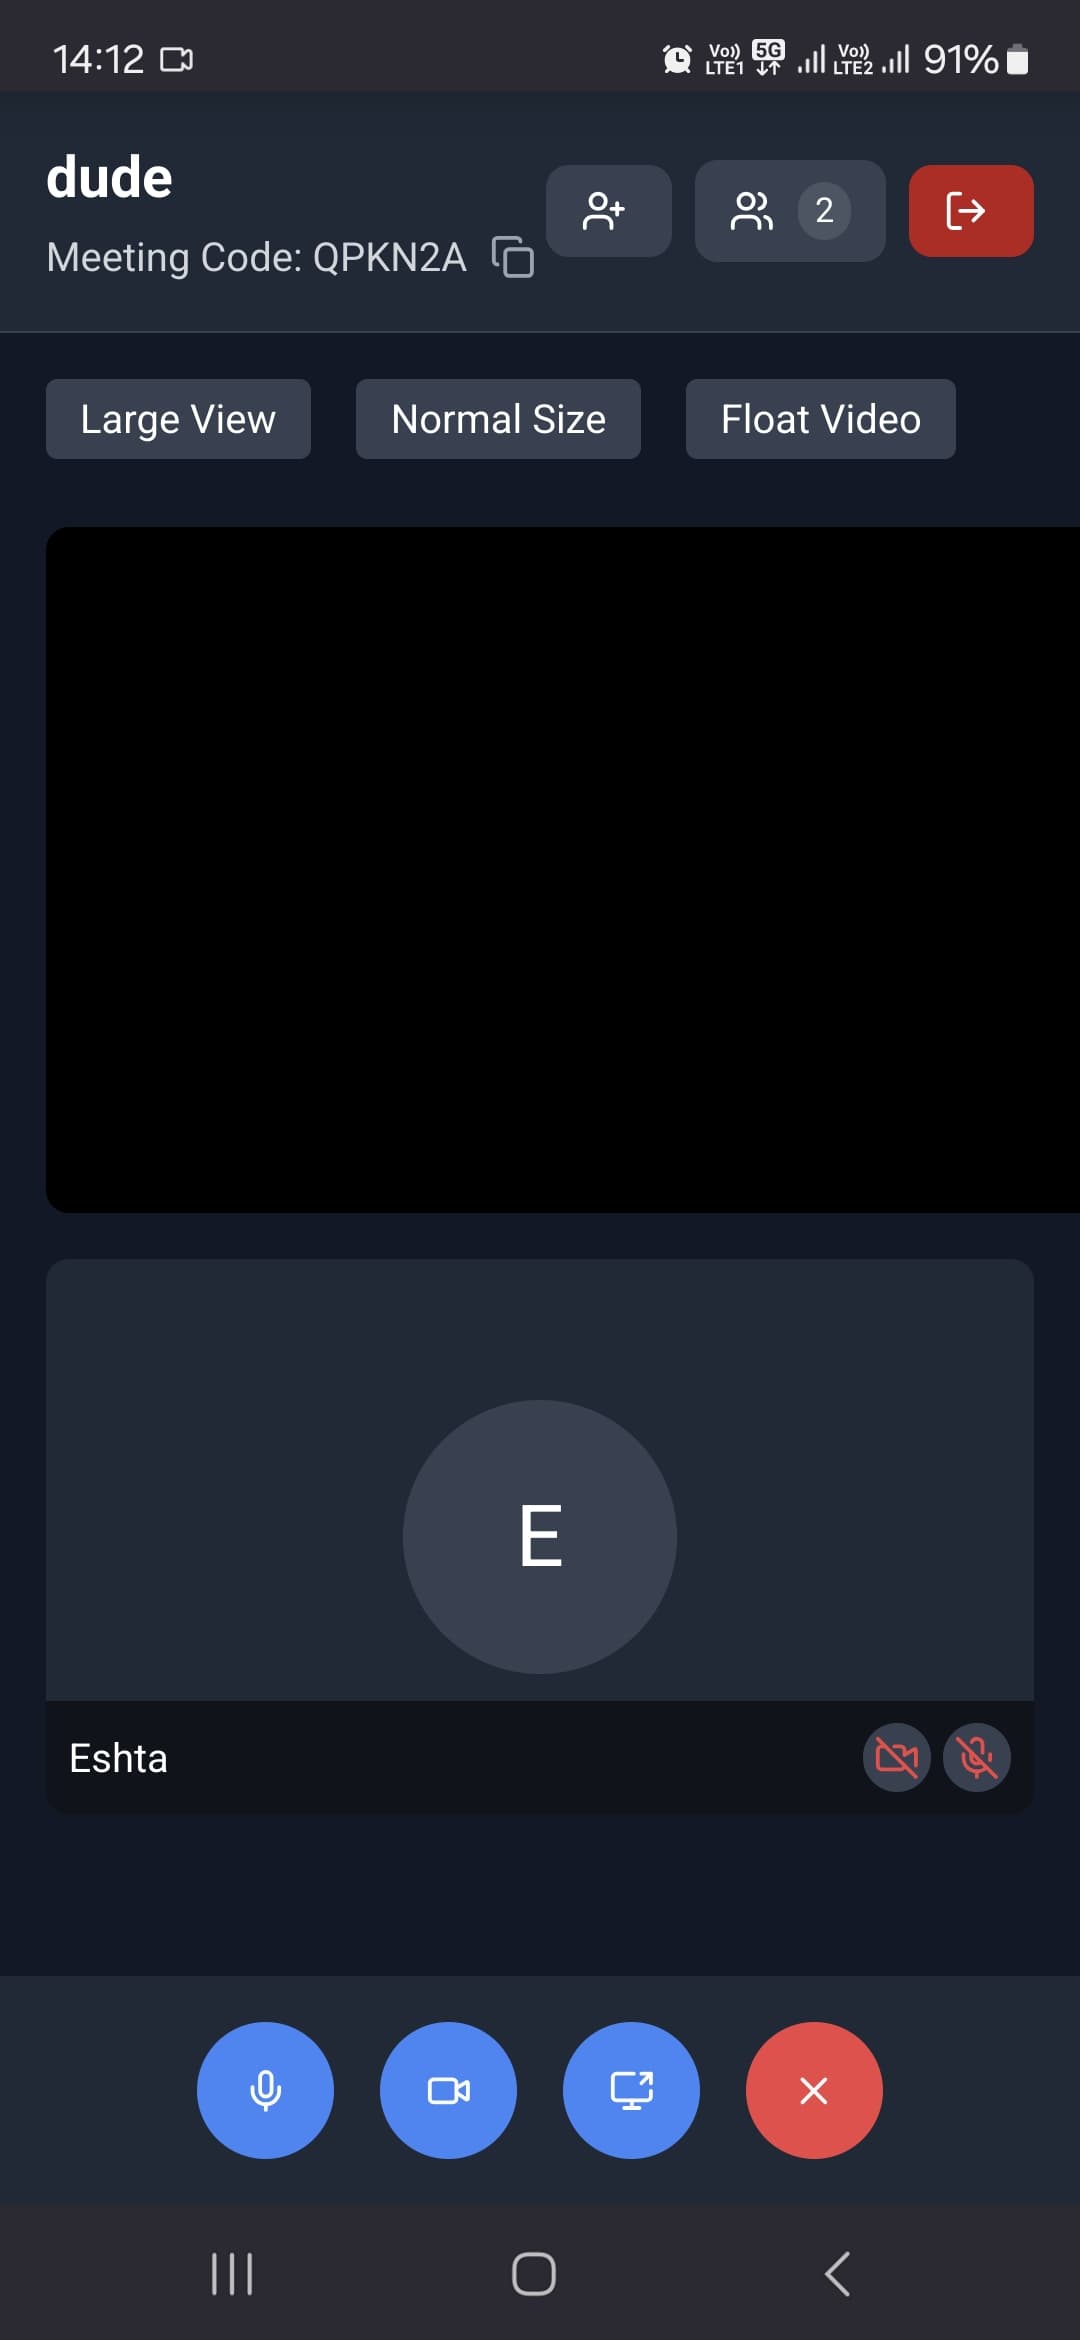 14:12
Vo)) LTE1 5G Vo)) LTE2 91%
dude
2
Meeting Code: QPKN2A
Large View Normal Size Float Video
E
Eshta